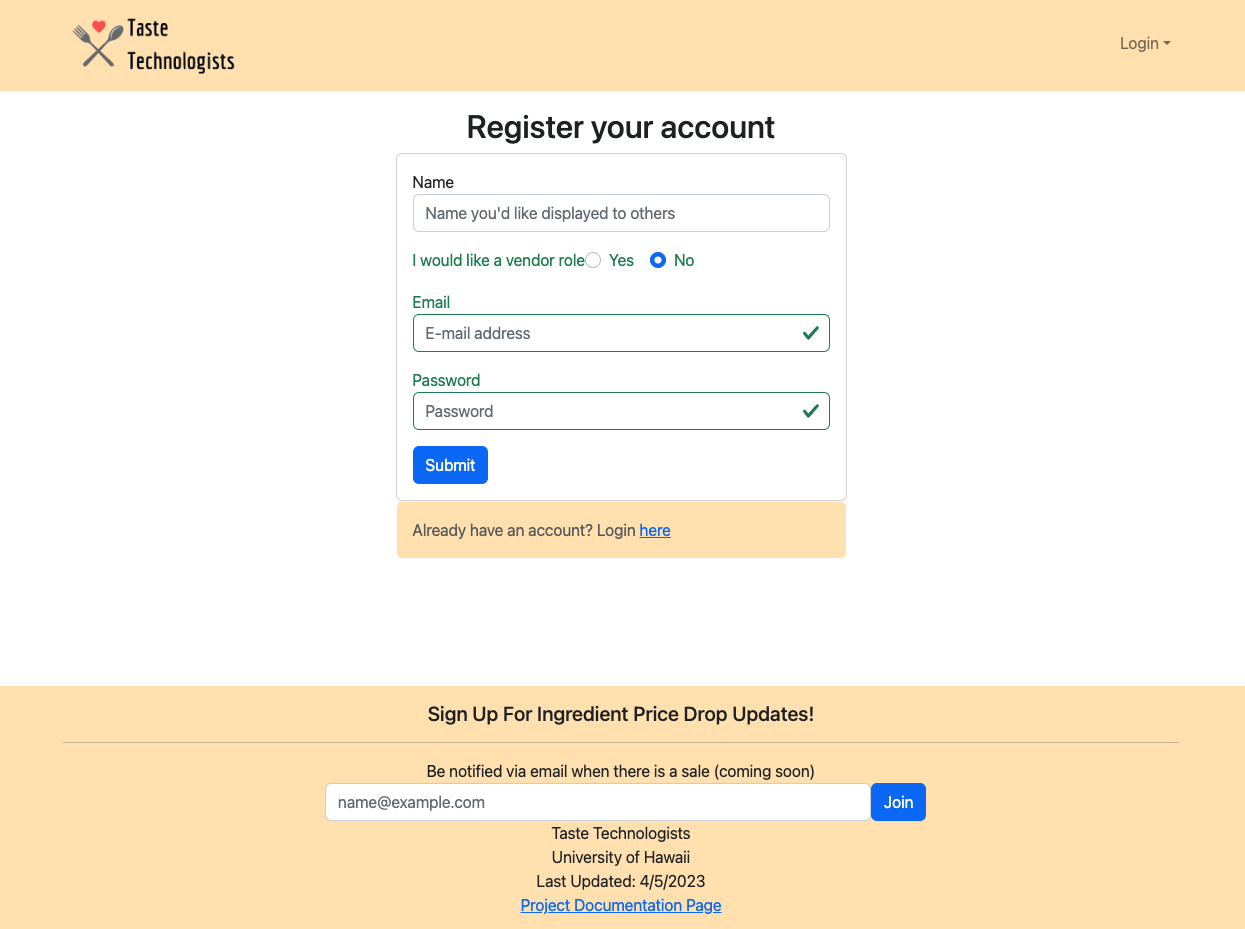 Taste
Technologists
Login
Register your account
Name
Name you'd like displayed to others
I would like a vendor role Yes No
Email
E-mail address
Password
Password
Submit
Already have an account? Login here
Sign Up For Ingredient Price Drop Updates!
Be notified via email when there is a sale (coming soon)
name@example.com Join
Taste Technologists
University of Hawaii
Last Updated: 4/5/2023
Project Documentation Page